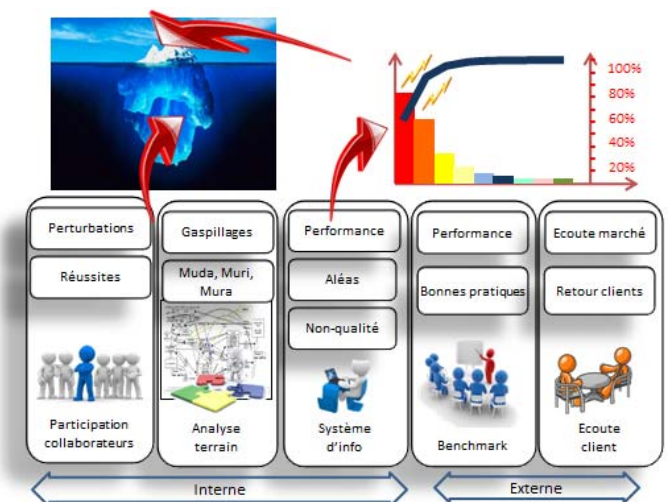 100%
80%
60%
40%
20%
Perturbations
Réussites
Participation
collaborateurs
Gaspillages
Muda, Muri,
Mura
Analyse
terrain
Performance
Aléas
Non-qualité
Système
d'info
Performance
Bonnes pratiques
Benchmark
Ecoute marché
Retour clients
Ecoute
client
Interne
Externe